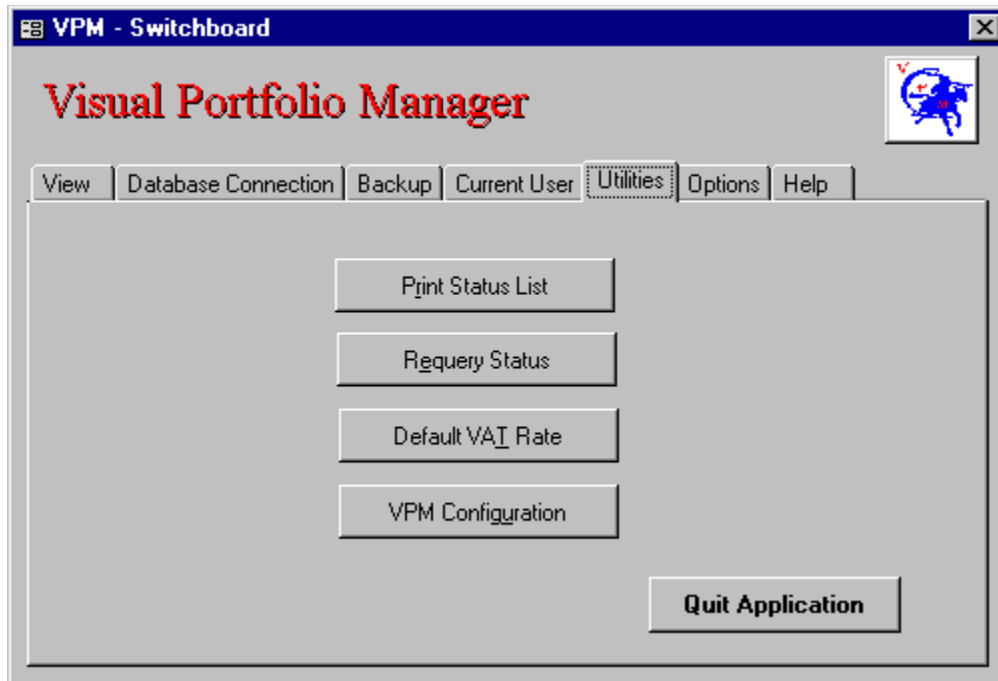 VPM - Switchboard
Visual Portfolio Manager
V
M
View Database Connection Backup Current User Utilities Options Help
Print Status List
Requery Status
Default VAT Rate
VPM Configuration
Quit Application